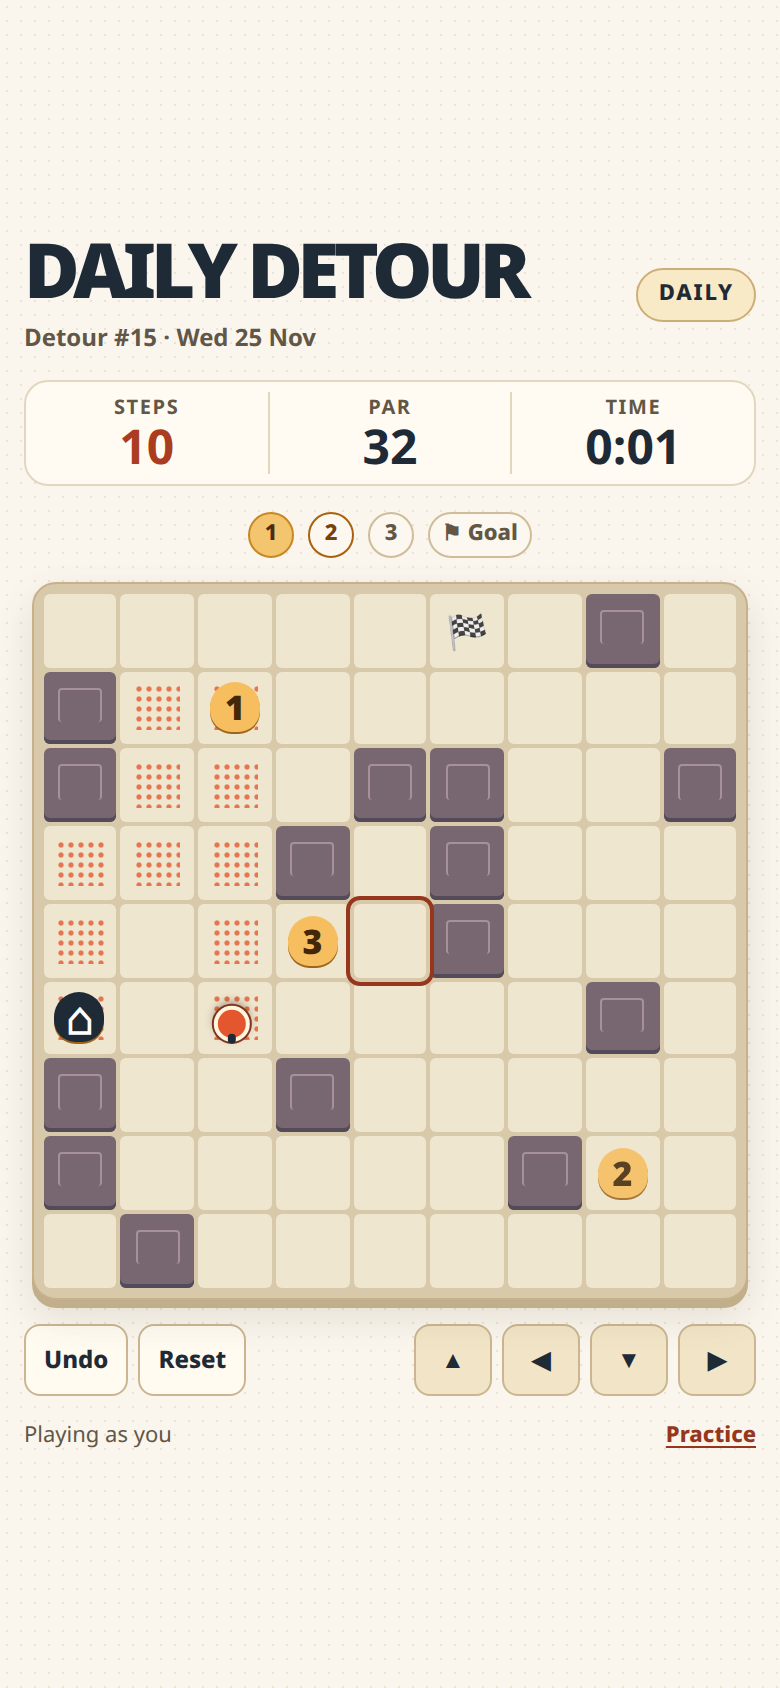 DAILY DETOUR
DAILY
Detour #15 · Wed 25 Nov
STEPS
PAR
TIME
10
32
0:01
1
2
3
⚑ Goal
1
3
2
Undo
Reset
▲
◀
▼
▶
Playing as you
Practice